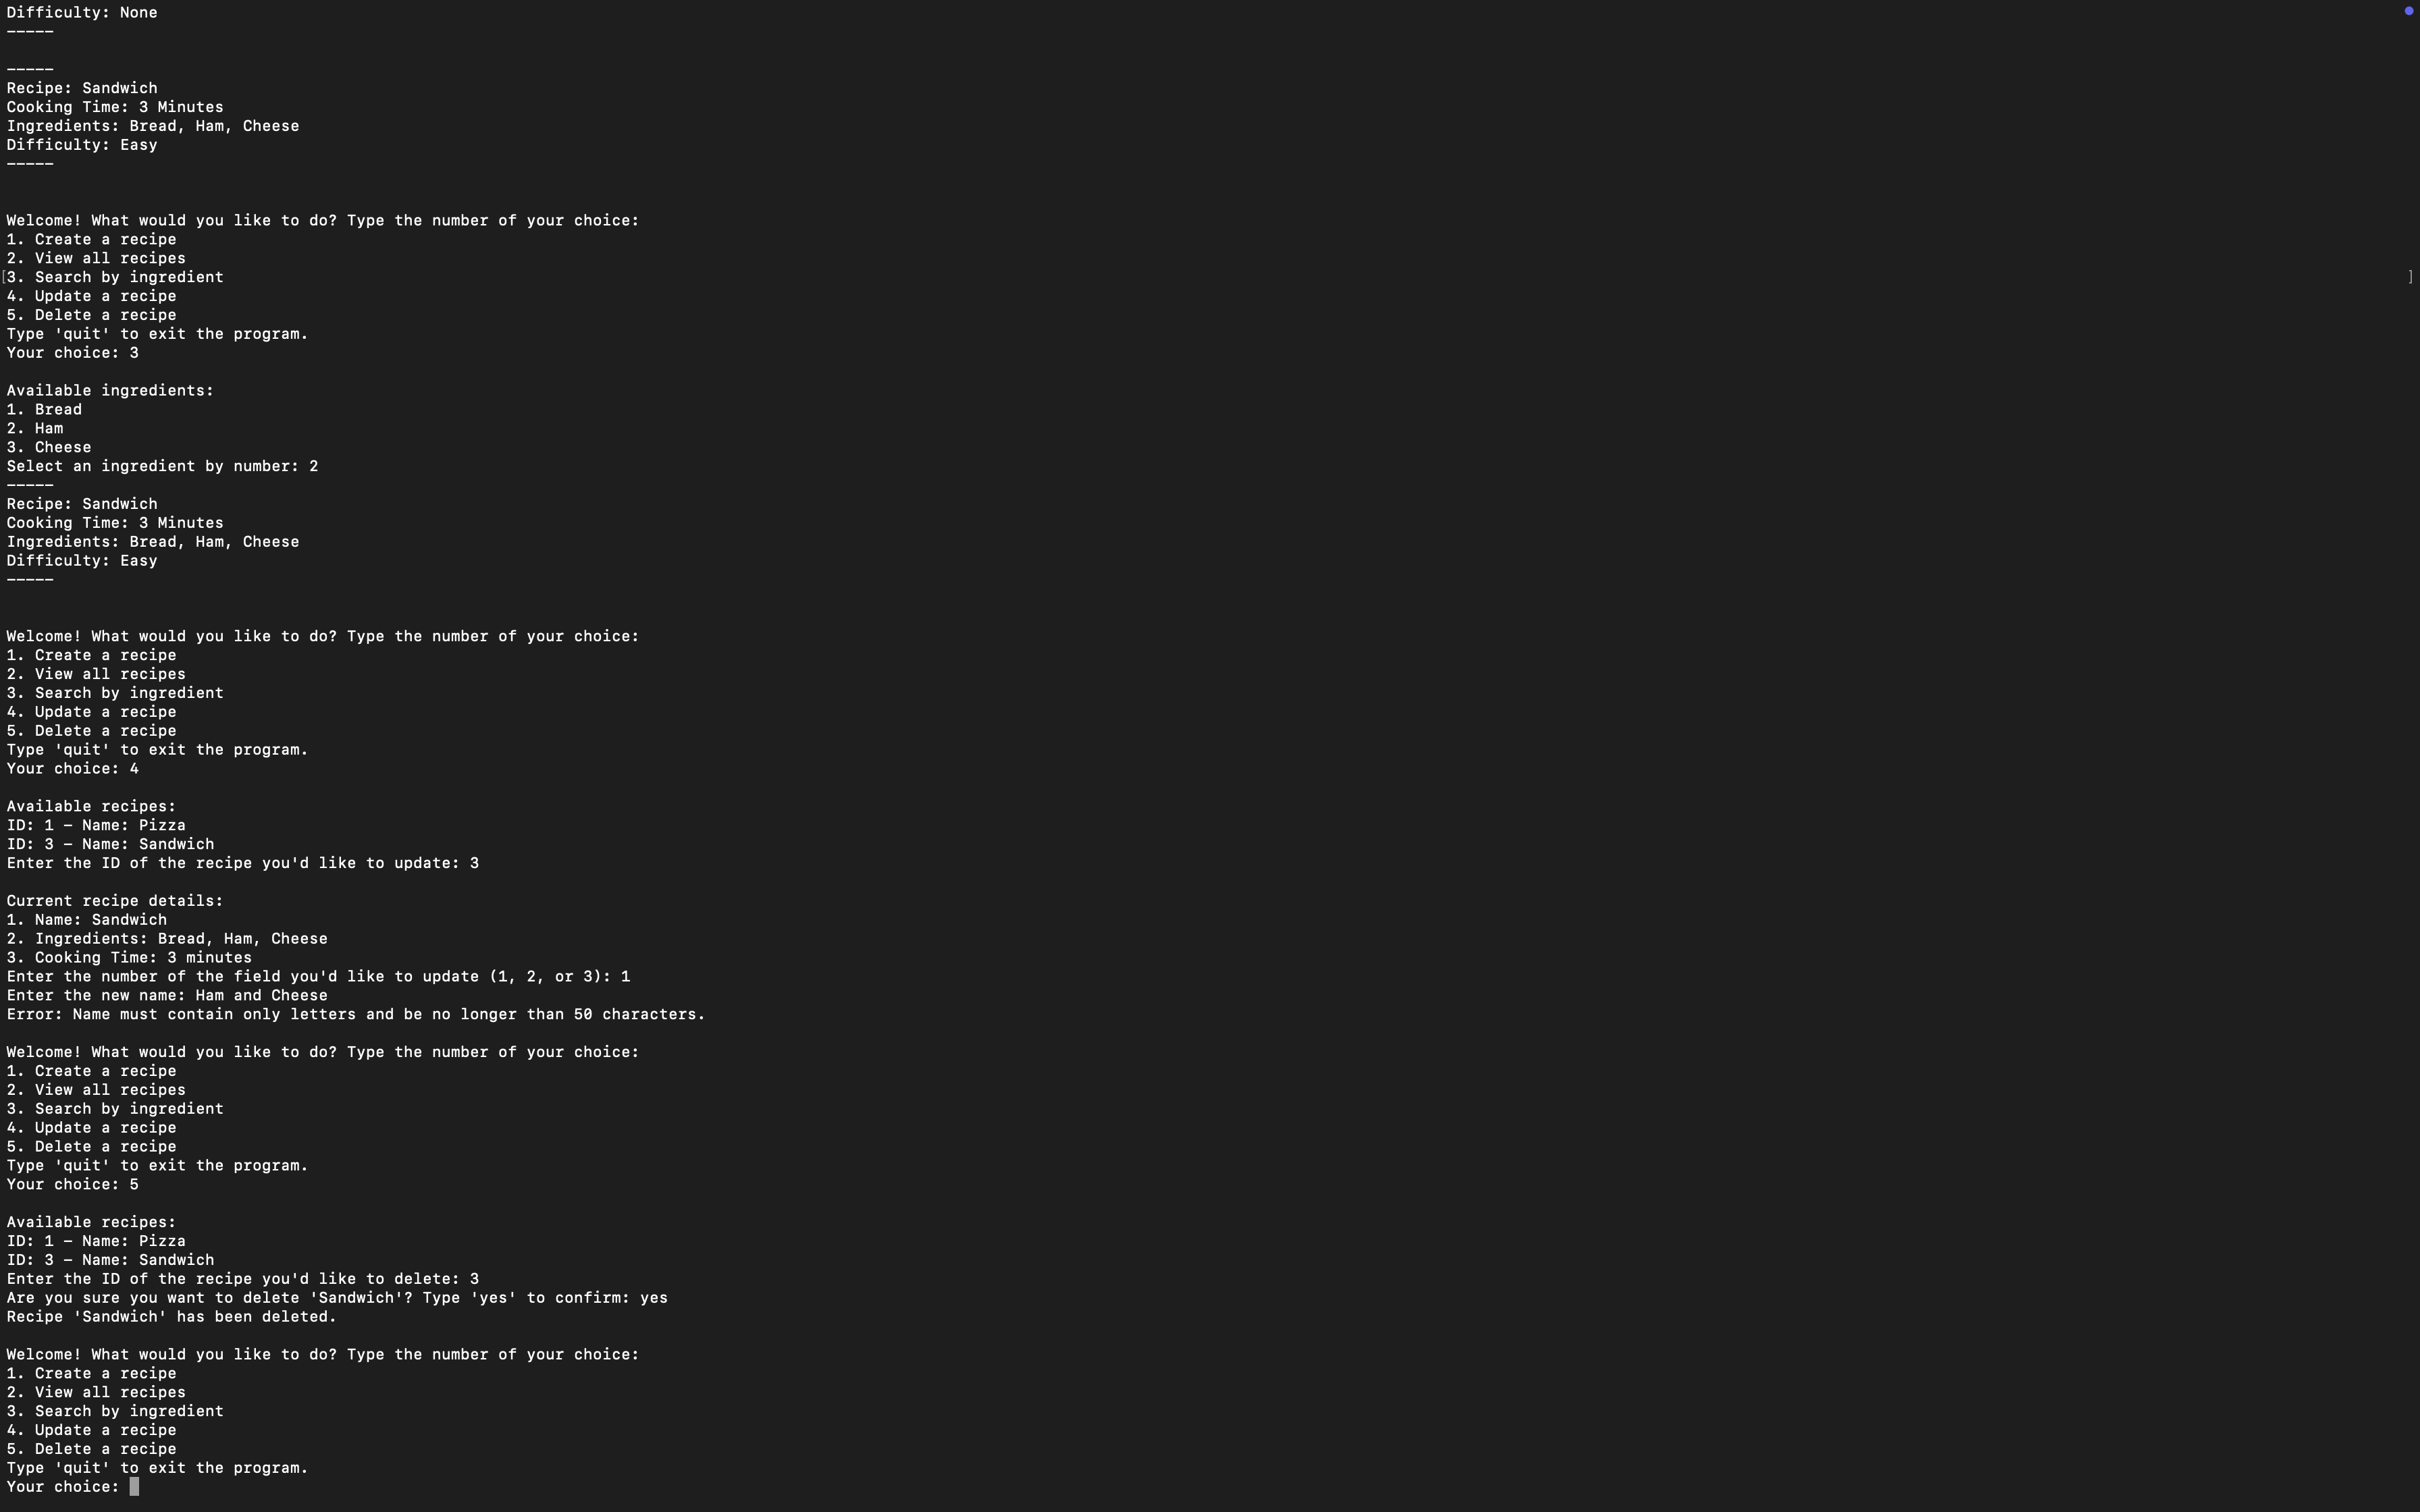 Difficulty: None
-----
-----
Recipe: Sandwich
Cooking Time: 3 Minutes
Ingredients: Bread, Ham, Cheese
Difficulty: Easy
-----
Welcome! What would you like to do? Type the number of your choice:
1. Create a recipe
2. View all recipes
[3. Search by ingredient ]
4. Update a recipe
5. Delete a recipe
Type 'quit' to exit the program.
Your choice: 3
Available ingredients:
1. Bread
2. Ham
3. Cheese
Select an ingredient by number: 2
-----
Recipe: Sandwich
Cooking Time: 3 Minutes
Ingredients: Bread, Ham, Cheese
Difficulty: Easy
-----
Welcome! What would you like to do? Type the number of your choice:
1. Create a recipe
2. View all recipes
3. Search by ingredient
4. Update a recipe
5. Delete a recipe
Type 'quit' to exit the program.
Your choice: 4
Available recipes:
ID: 1 - Name: Pizza
ID: 3 - Name: Sandwich
Enter the ID of the recipe you'd like to update: 3
Current recipe details:
1. Name: Sandwich
2. Ingredients: Bread, Ham, Cheese
3. Cooking Time: 3 minutes
Enter the number of the field you'd like to update (1, 2, or 3): 1
Enter the new name: Ham and Cheese
Error: Name must contain only letters and be no longer than 50 characters.
Welcome! What would you like to do? Type the number of your choice:
1. Create a recipe
2. View all recipes
3. Search by ingredient
4. Update a recipe
5. Delete a recipe
Type 'quit' to exit the program.
Your choice: 5
Available recipes:
ID: 1 - Name: Pizza
ID: 3 - Name: Sandwich
Enter the ID of the recipe you'd like to delete: 3
Are you sure you want to delete 'Sandwich'? Type 'yes' to confirm: yes
Recipe 'Sandwich' has been deleted.
Welcome! What would you like to do? Type the number of your choice:
1. Create a recipe
2. View all recipes
3. Search by ingredient
4. Update a recipe
5. Delete a recipe
Type 'quit' to exit the program.
Your choice: